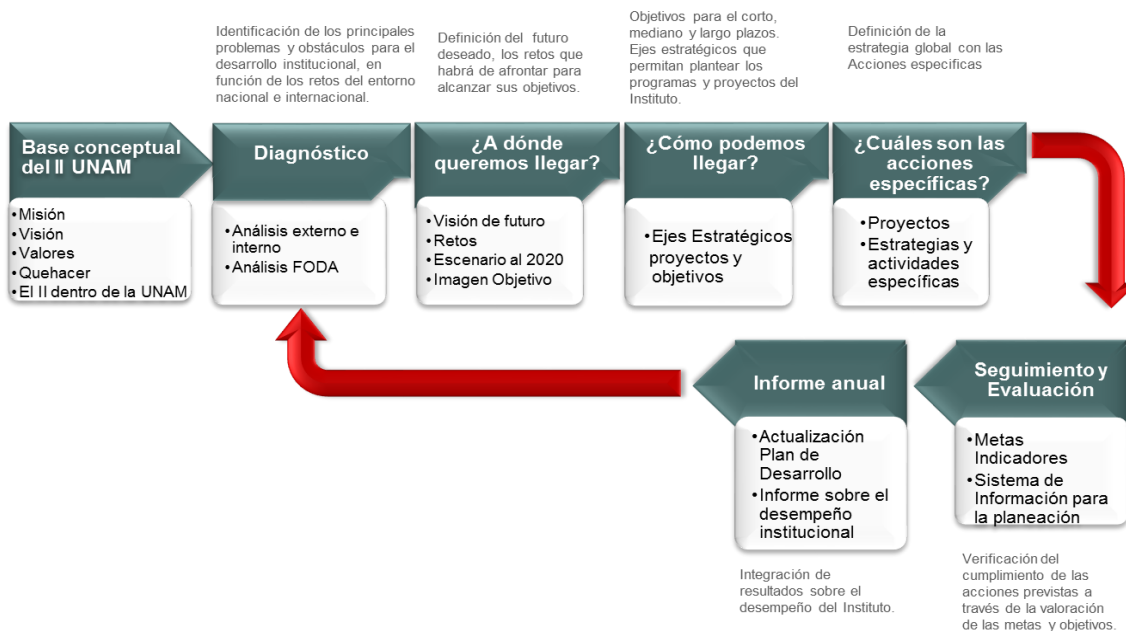 Identificación de los principales
problemas y obstáculos para el
desarrollo institucional, en
función de los retos del entorno
nacional e internacional.
Definición del futuro
deseado, los retos que
habrá de afrontar para
alcanzar sus objetivos.
Objetivos para el corto,
mediano y largo plazos.
Ejes estratégicos que
permitan plantear los
programas y proyectos del
Instituto.
Definición de la
estrategia global con las
Acciones especificas
Base conceptual
del II UNAM
•Misión
•Visión
•Valores
•Quehacer
•El II dentro de la UNAM
Diagnóstico
•Análisis externo e
interno
•Análisis FODA
¿A dónde
queremos llegar?
•Visión de futuro
•Retos
•Escenario al 2020
•Imagen Objetivo
¿Cómo podemos
llegar?
•Ejes Estratégicos
proyectos y
objetivos
¿Cuáles son las
acciones
específicas?
•Proyectos
•Estrategias y
actividades
específicas
Seguimiento y
Evaluación
•Metas
Indicadores
•Sistema de
Información para
la planeación
Verificación del
cumplimiento de las
acciones previstas a
través de la valoración
de las metas y objetivos.
Informe anual
•Actualización
Plan de
Desarrollo
•Informe sobre el
desempeño
institucional
Integración de
resultados sobre el
desempeño del Instituto.